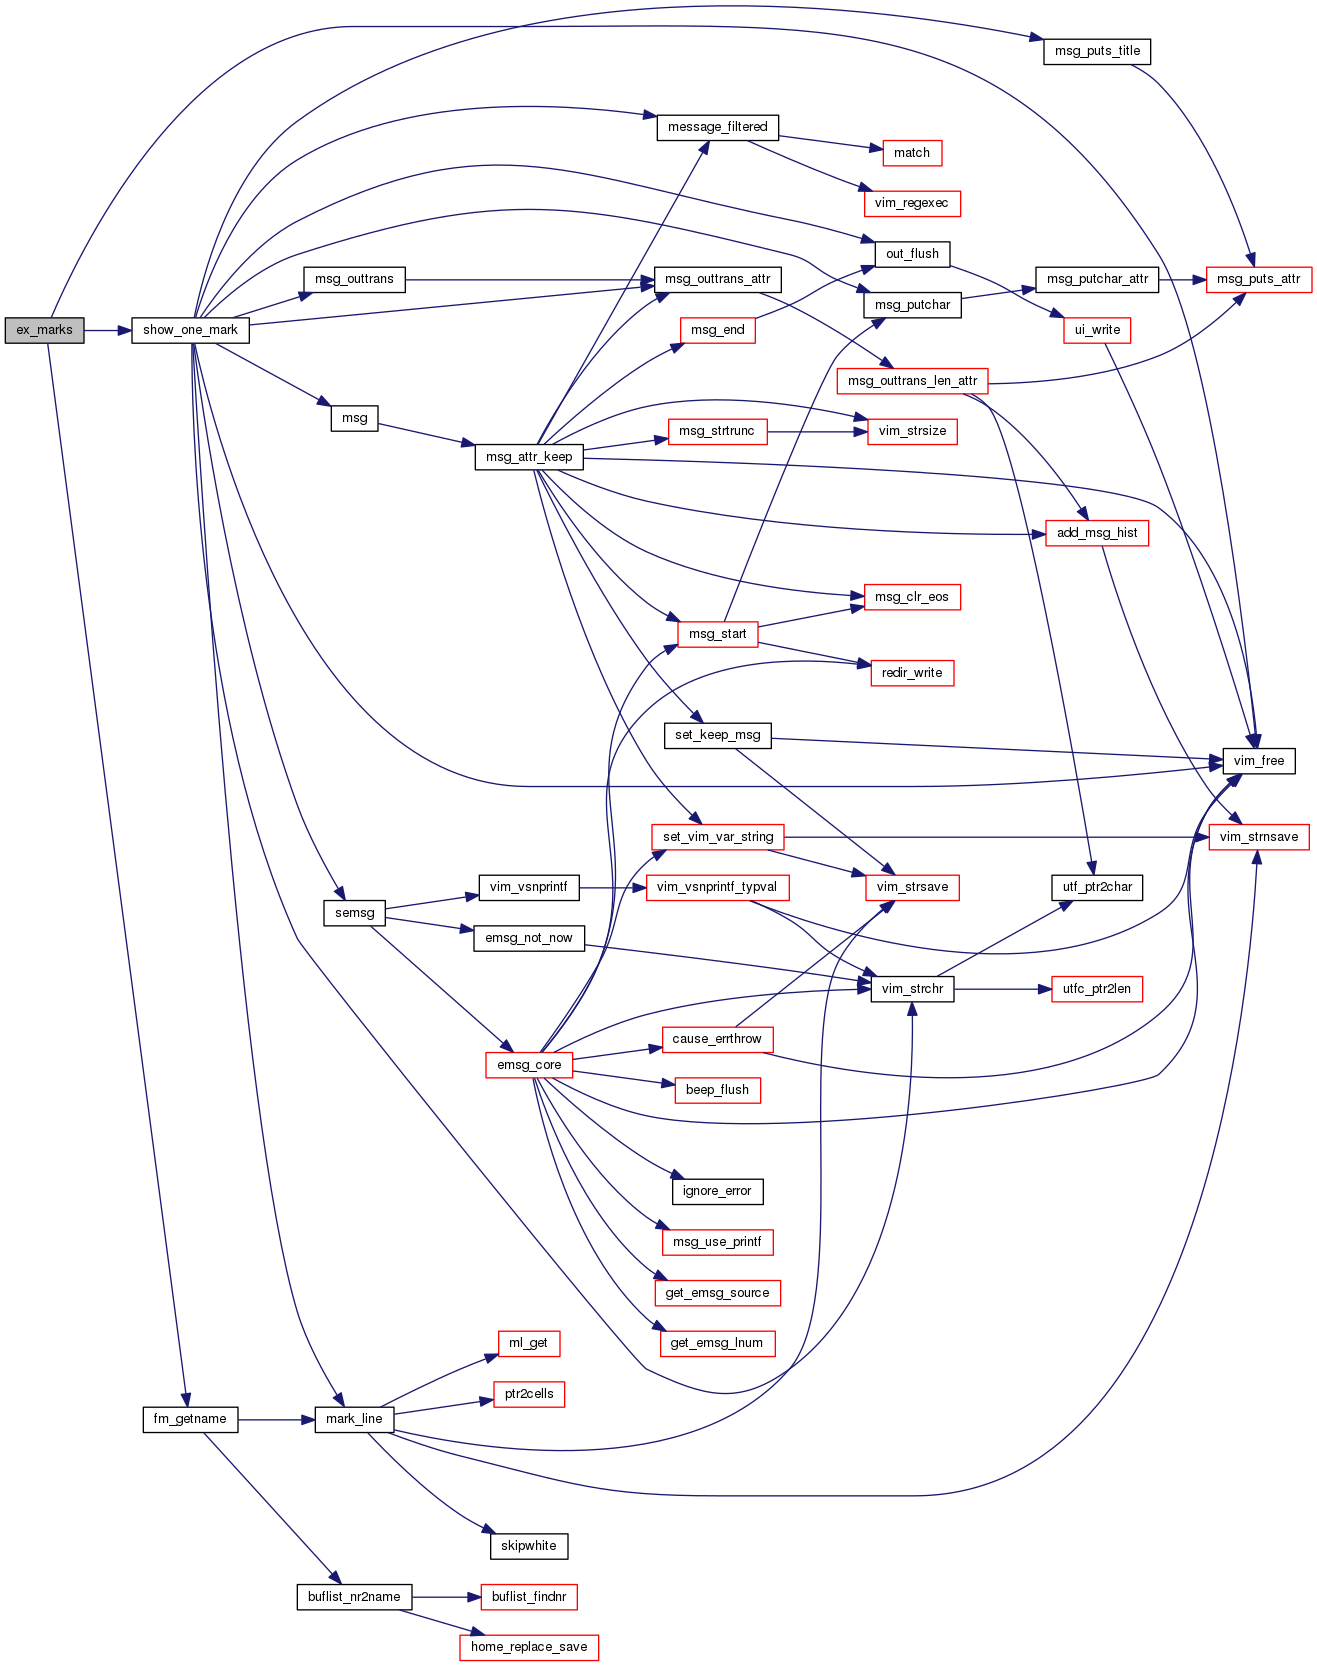 msg_puts_title
message_filtered
match
vim_regexec
out_flush
msg_outtrans
msg_outtrans_attr
msg_putchar_attr
msg_puts_attr
msg_putchar
ex_marks
show_one_mark
msg_end
ui_write
msg_outtrans_len_attr
msg
msg_strtrunc
vim_strsize
msg_attr_keep
add_msg_hist
msg_clr_eos
msg_start
redir_write
set_keep_msg
vim_free
set_vim_var_string
vim_strnsave
vim_vsnprintf
vim_vsnprintf_typval
vim_strsave
utf_ptr2char
semsg
emsg_not_now
vim_strchr
utfc_ptr2len
cause_errthrow
emsg_core
beep_flush
ignore_error
msg_use_printf
get_emsg_source
ml_get
get_emsg_lnum
ptr2cells
fm_getname
mark_line
skipwhite
buflist_nr2name
buflist_findnr
home_replace_save